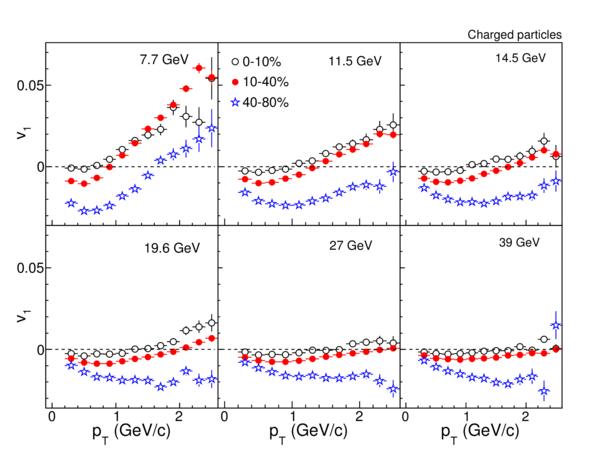 Charged particles
7.7 GeV
11.5 GeV
14.5 GeV
0-10%
10-40%
40-80%
0.05
v1
0
19.6 GeV
27 GeV
39 GeV
0.05
v1
0
0 1 2 0 1 2 0 1 2
pT (GeV/c) pT (GeV/c) pT (GeV/c)